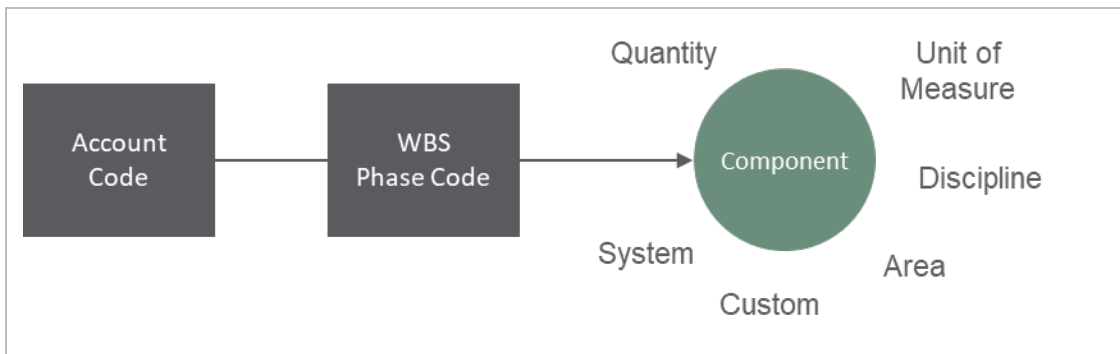 Account
Code
WBS
Phase Code
Quantity
Unit of
Measure
Component
Discipline
System
Area
Custom